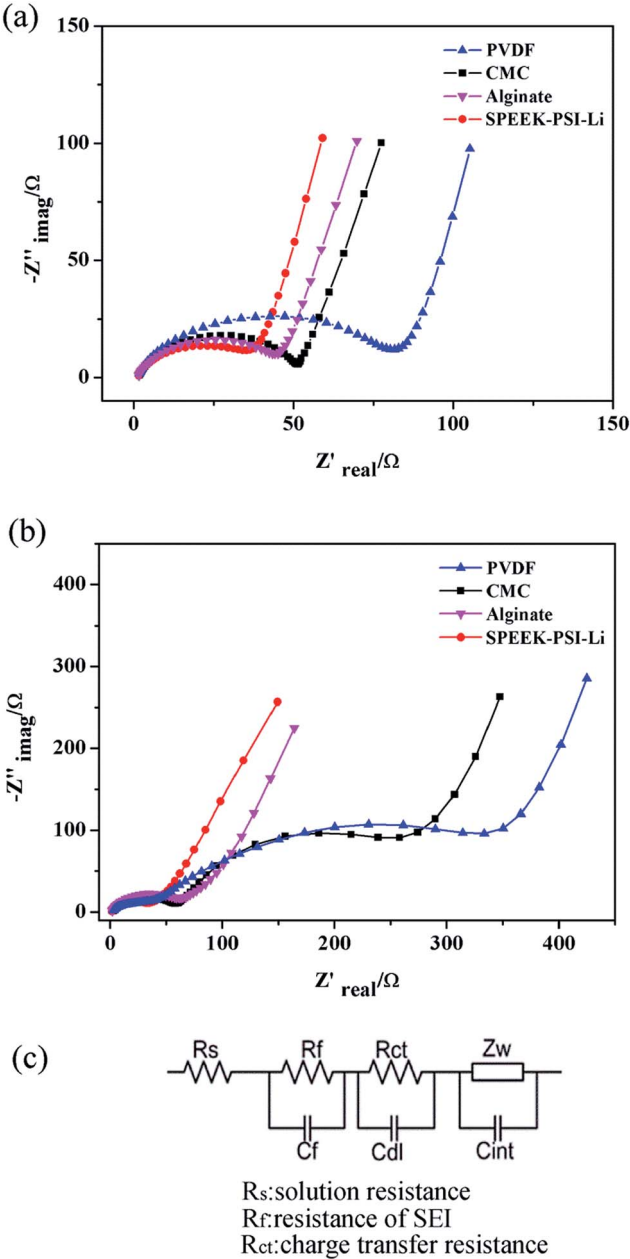 (a)
150
100
50
0
-Z''imag/Ω
PVDF
CMC
Alginate
SPEEK-PSI-Li
0 50 100 150
Z' real/Ω
(b)
400
300
200
100
0
-Z''imag/Ω
PVDF
CMC
Alginate
SPEEK-PSI-Li
0 100 200 300 400
Z' real/Ω
(c)
Rs Rf Rct Zw
Cf Cdl Cint
Rs:solution resistance
Rf:resistance of SEI
Rct:charge transfer resistance